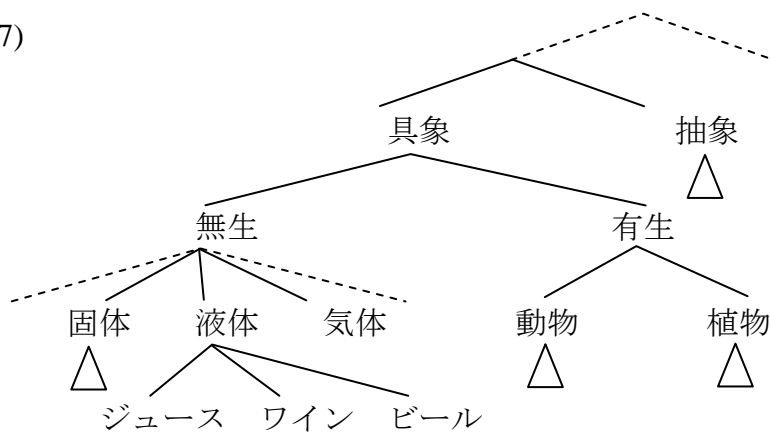 7)
具象 抽象
無生 有生
固体 液体 気体 動物 植物
ジュース ワイン ビール